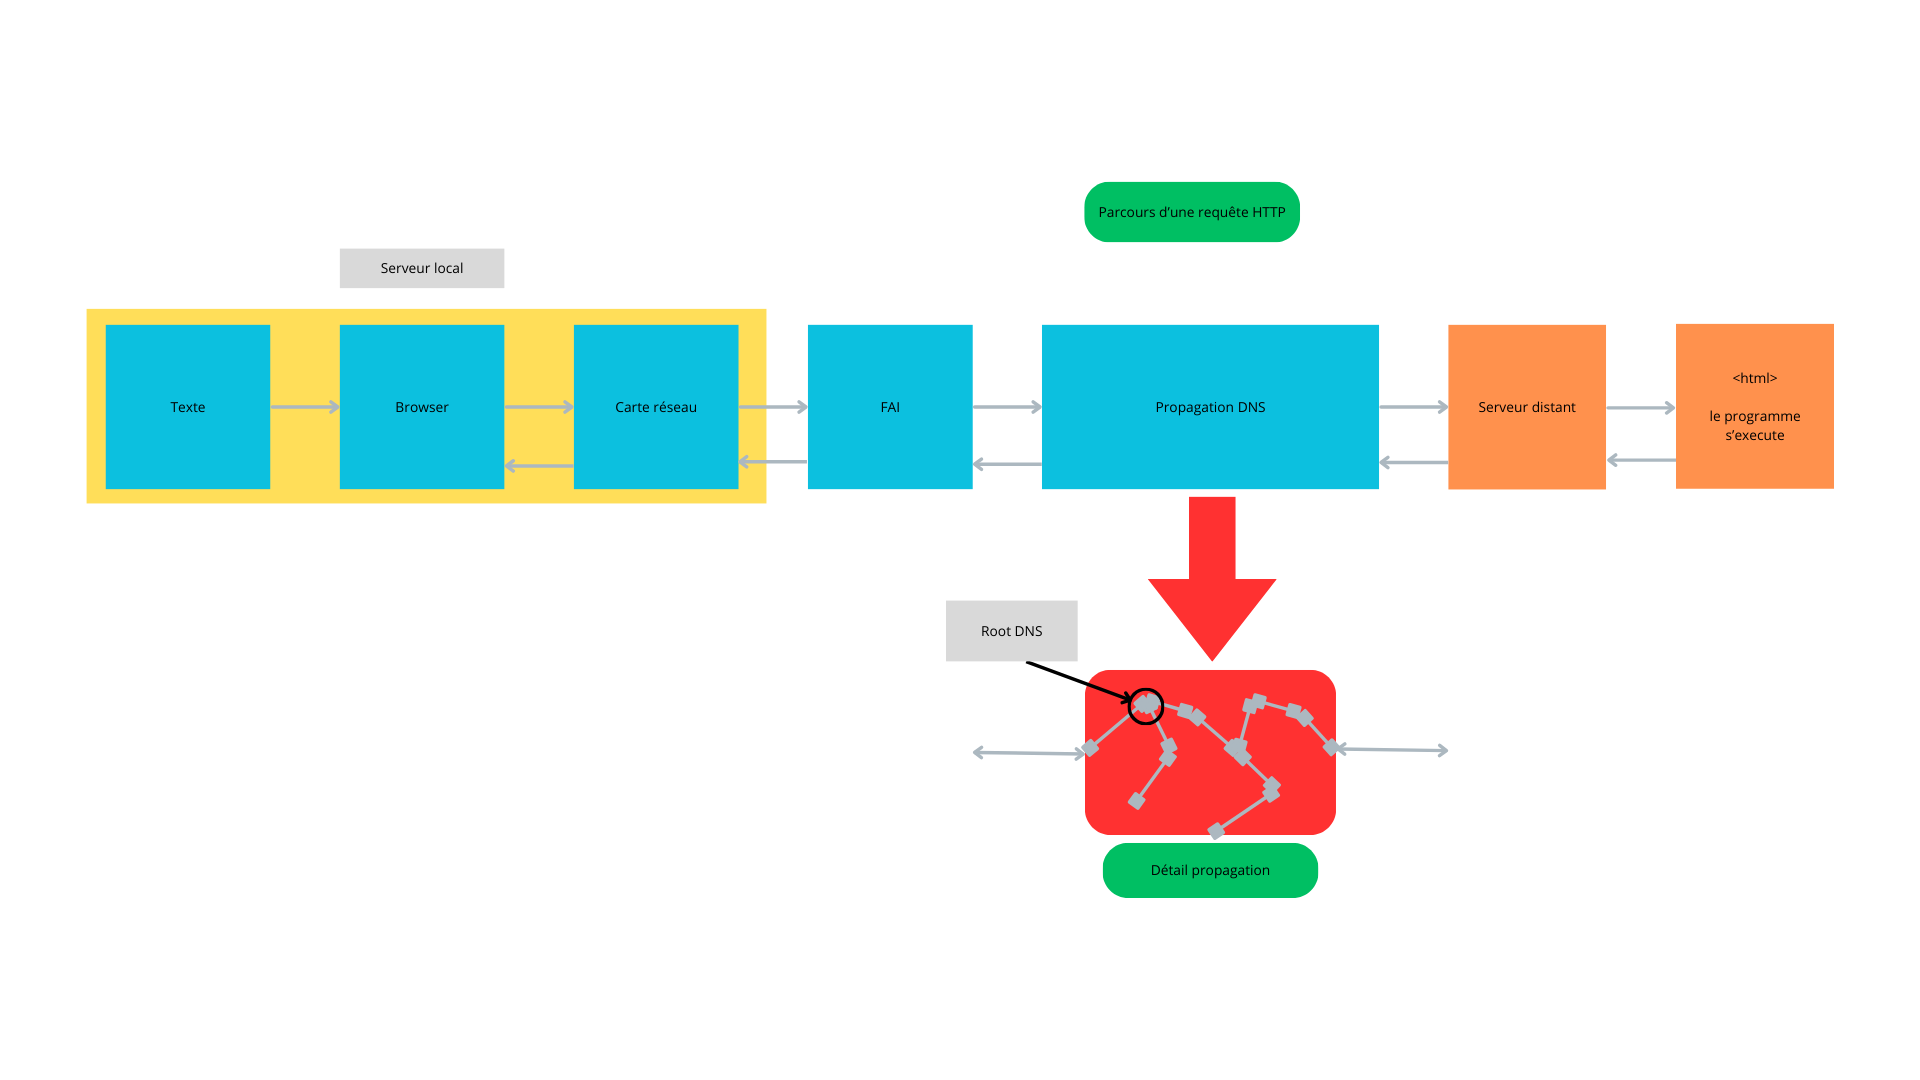 Parcours d'une requête HTTP
Serveur local
Texte
Browser
Carte réseau
FAI
Propagation DNS
Serveur distant
<html>
le programme
s'execute
Root DNS
Détail propagation